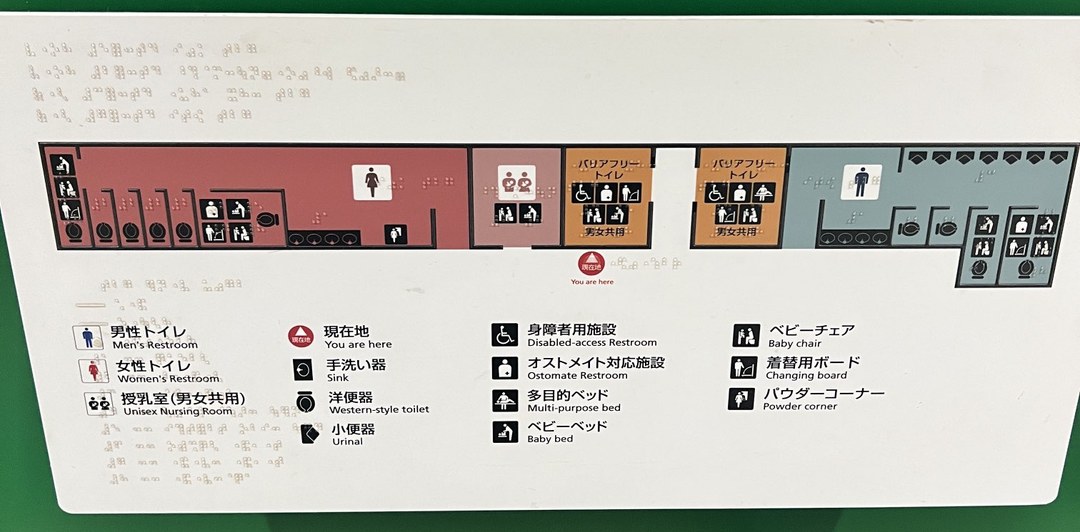 バリアフリー
トイレ
男女共用
バリアフリー
トイレ
男女共用
現在地
You are here
男性トイレ
Men's Restroom
女性トイレ
Women's Restroom
授乳室(男女共用)
Unisex Nursing Room
現在地
現在地
You are here
手洗い器
Sink
洋便器
Western-style toilet
小便器
Urinal
身障者用施設
Disabled-access Restroom
オストメイト対応施設
Ostomate Restroom
多目的ベッド
Multi-purpose bed
ベビーベッド
Baby bed
ベビーチェア
Baby chair
着替用ボード
Changing board
パウダーコーナー
Powder corner